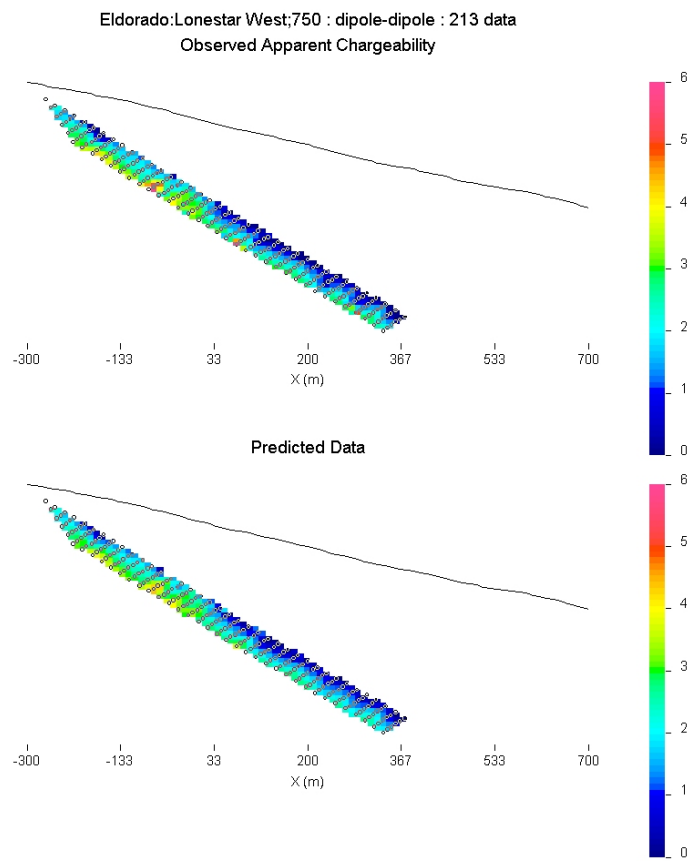 Eldorado:Lonestar West;750 : dipole-dipole : 213 data
Observed Apparent Chargeability
6
5
4
3
2
1
0
-300 -133 33 200 367 533 700
X (m)
Predicted Data
6
5
4
3
2
1
0
-300 -133 33 200 367 533 700
X (m)